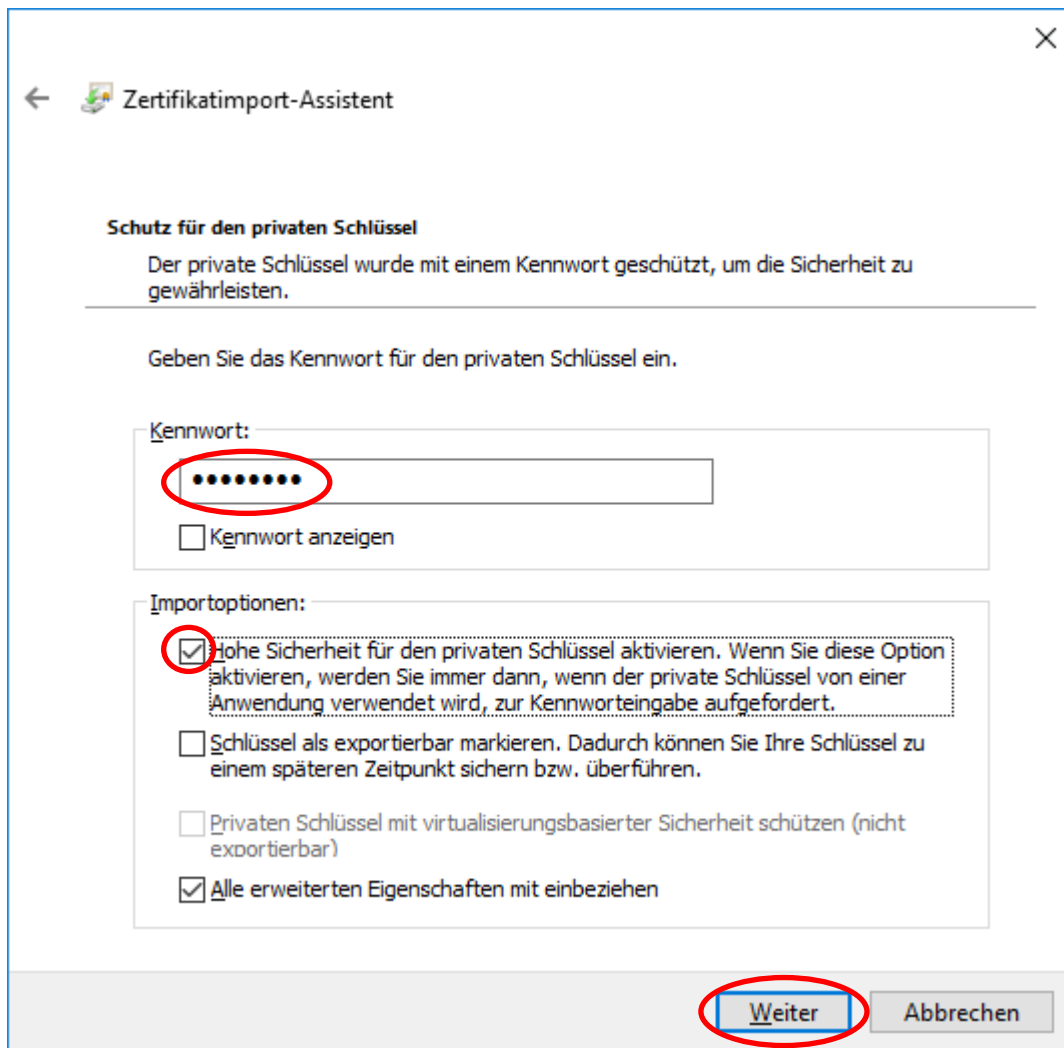 Zertifikatimport-Assistent
Schutz für den privaten Schlüssel
Der private Schlüssel wurde mit einem Kennwort geschützt, um die Sicherheit zu
gewährleisten.
Geben Sie das Kennwort für den privaten Schlüssel ein.
Kennwort:
••••••••
Kennwort anzeigen
Importoptionen:
Hohe Sicherheit für den privaten Schlüssel aktivieren. Wenn Sie diese Option
aktivieren, werden Sie immer dann, wenn der private Schlüssel von einer
Anwendung verwendet wird, zur Kennworteingabe aufgefordert.
Schlüssel als exportierbar markieren. Dadurch können Sie Ihre Schlüssel zu
einem späteren Zeitpunkt sichern bzw. überführen.
Privaten Schlüssel mit virtualisierungsbasierter Sicherheit schützen (nicht
exportierbar)
Alle erweiterten Eigenschaften mit einbeziehen
Weiter
Abbrechen